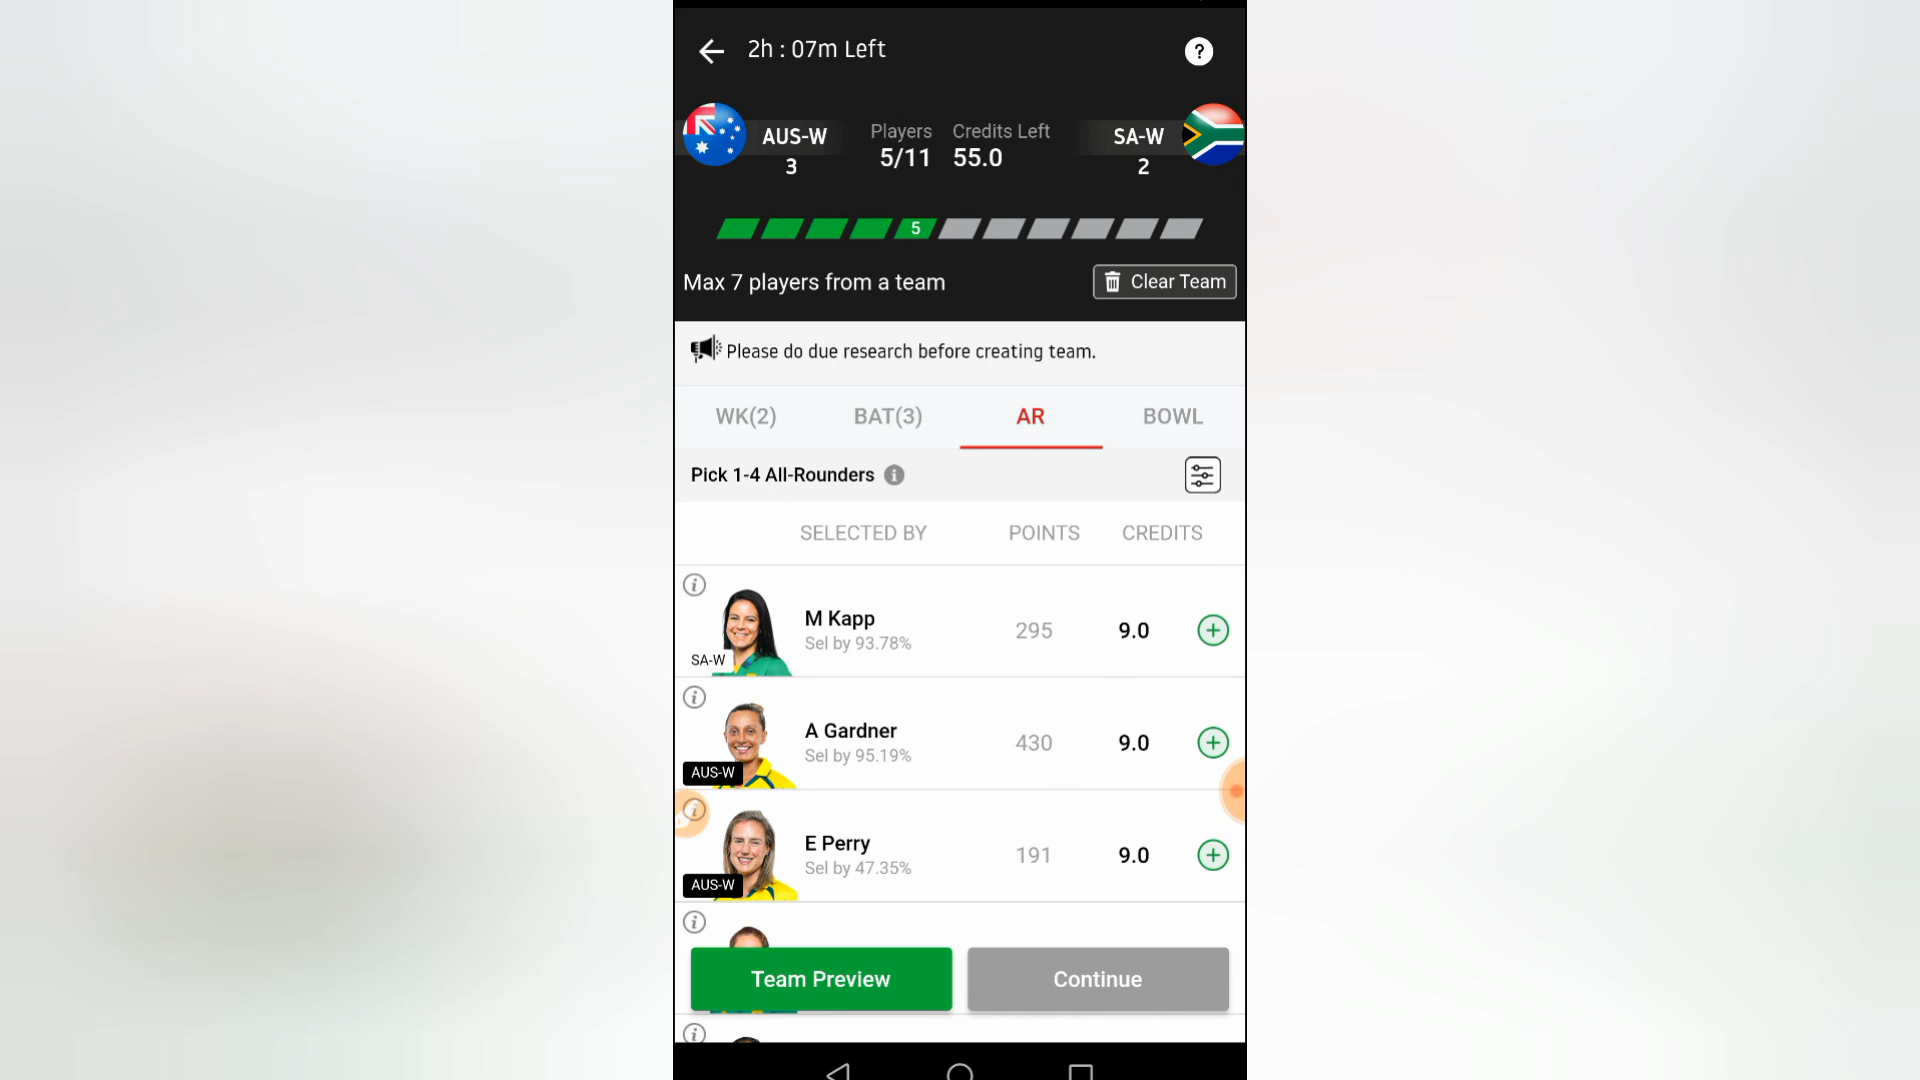 2h : 07m Left
?
AUS-W
3
Players
5/11
Credits Left
55.0
SA-W
2
5
Max 7 players from a team
Clear Team
Please do due research before creating team.
WK(2) BAT(3) AR BOWL
Pick 1-4 All-Rounders i
SELECTED BY POINTS CREDITS
i
M Kapp
Sel by 93.78%
295 9.0 +
SA-W
i
A Gardner
Sel by 95.19%
430 9.0 +
AUS-W
i
E Perry
Sel by 47.35%
191 9.0 +
AUS-W
i
Team Preview Continue
i